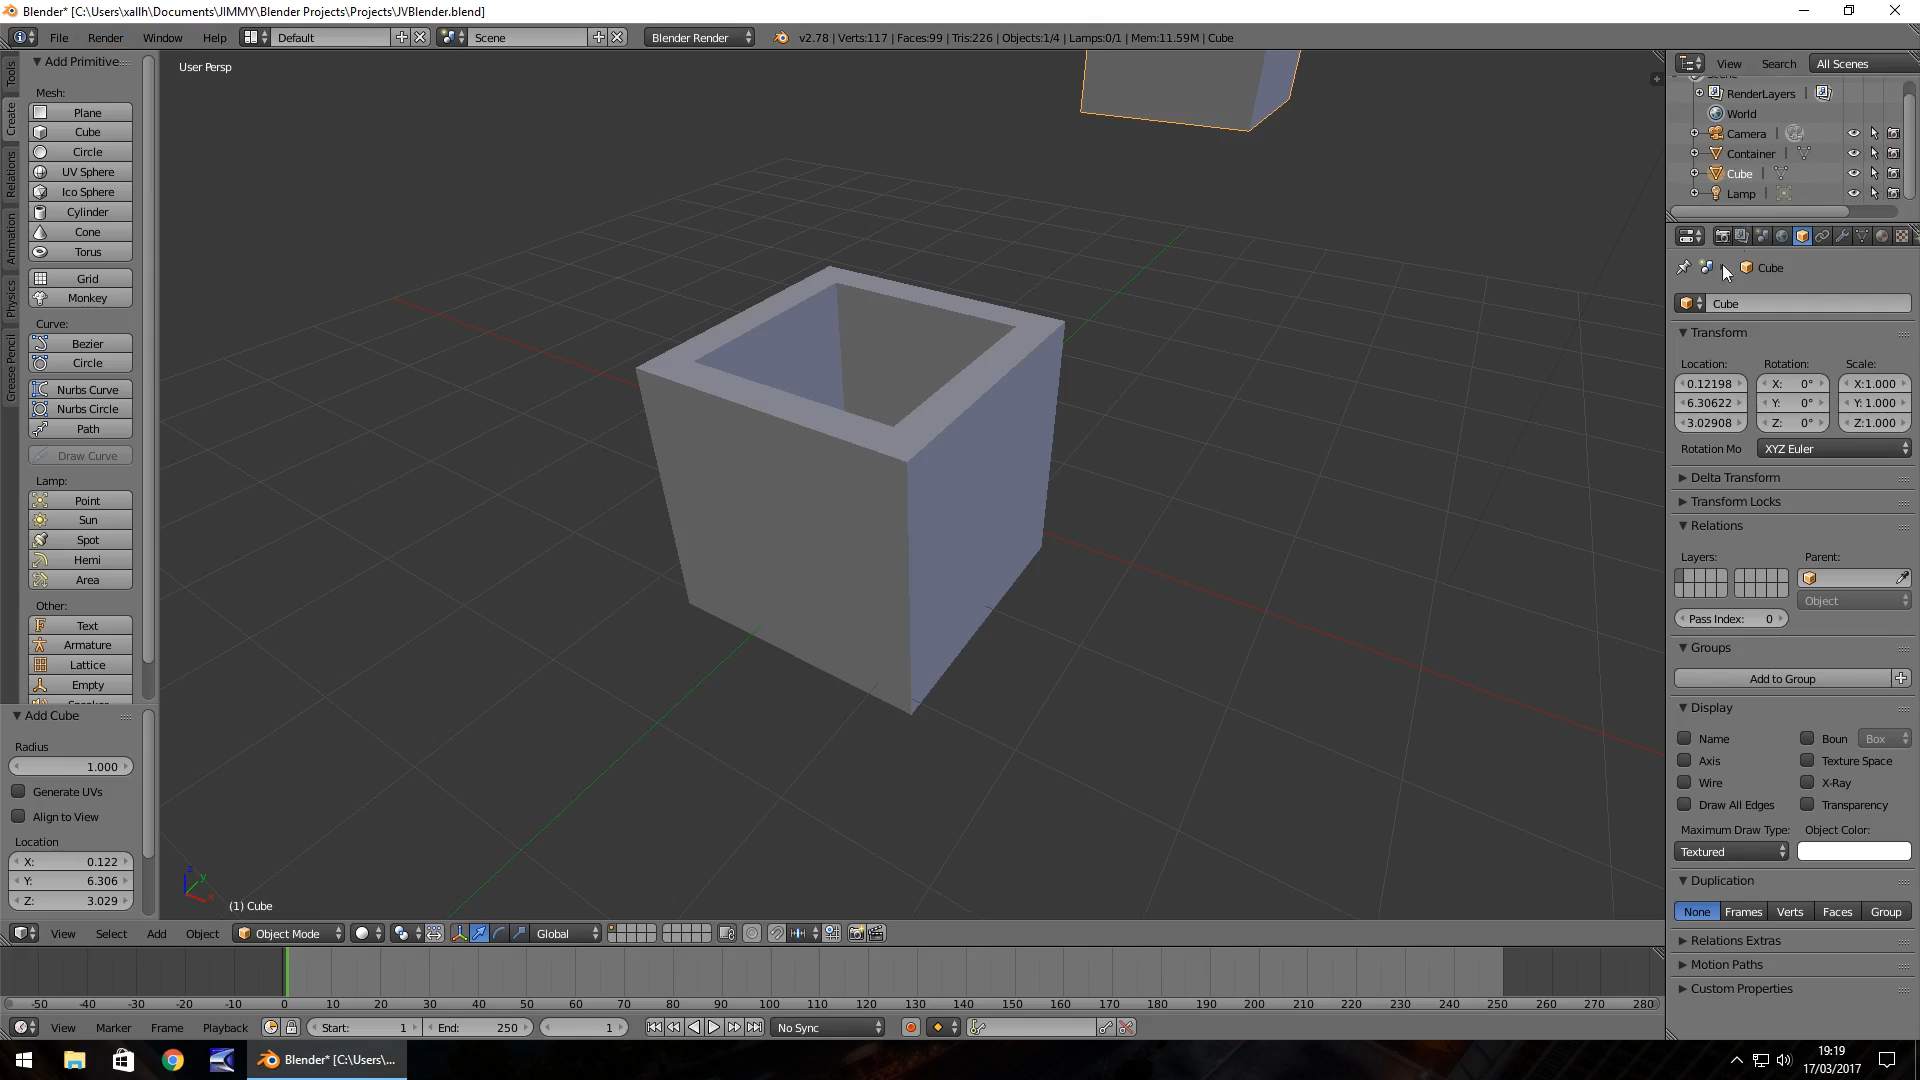 Blender* [C:\Users\xallh\Documents\JIMMY\Blender Projects\Projects\JVBlender.blend]
File Render Window Help Default Scene Blender Render v2.78 | Verts:117 | Faces:99 | Tris:226 | Objects:1/4 | Lamps:0/1 | Mem:11.59M | Cube
Tools
Create
Relations
Animation
Physics
Grease Pencil
Add Primitive
Mesh:
Plane
Cube
Circle
UV Sphere
Ico Sphere
Cylinder
Cone
Torus
Grid
Monkey
Curve:
Bezier
Circle
Nurbs Curve
Nurbs Circle
Path
Draw Curve
Lamp:
Point
Sun
Spot
Hemi
Area
Other:
Text
Armature
Lattice
Empty
Add Cube
Radius
1.000
Generate UVs
Align to View
Location
X: 0.122
Y: 6.306
Z: 3.029
User Persp
z
y
x
(1) Cube
View Select Add Object Object Mode Global
-50 -40 -30 -20 -10 0 10 20 30 40 50 60 70 80 90 100 110 120 130 140 150 160 170 180 190 200 210 220 230 240 250 260 270 280
View Marker Frame Playback Start: 1 End: 250 1 No Sync
View Search All Scenes
RenderLayers |
World
Camera |
Container |
Cube |
Lamp |
Cube
Cube
Transform
Location: Rotation: Scale:
0.12198 X: 0° X:1.000
6.30622 Y: 0° Y: 1.000
3.02908 Z: 0° Z:1.000
Rotation Mo XYZ Euler
Delta Transform
Transform Locks
Relations
Layers: Parent:
Object
Pass Index: 0
Groups
Add to Group
Display
Name Boun Box
Axis Texture Space
Wire X-Ray
Draw All Edges Transparency
Maximum Draw Type: Object Color:
Textured
Duplication
None Frames Verts Faces Group
Relations Extras
Motion Paths
Custom Properties
Blender* [C:\Users\...
19:19
17/03/2017